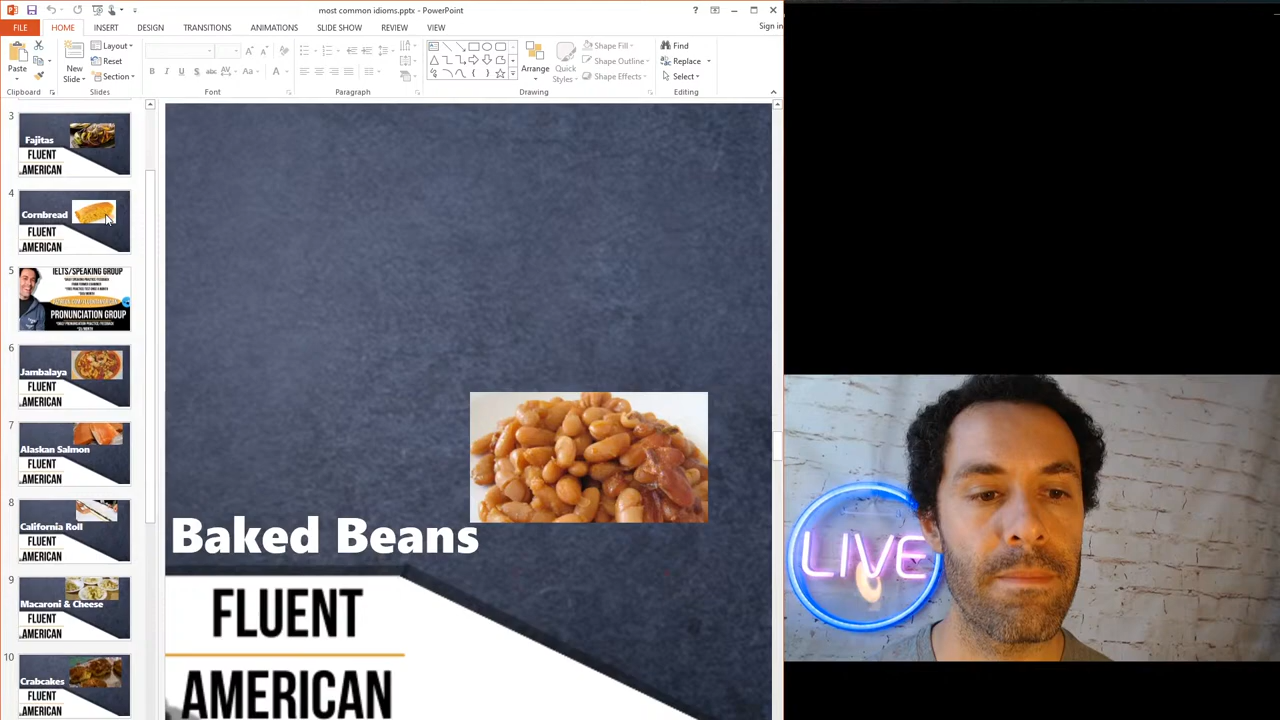 most common idioms.pptx - PowerPoint
?
Sign in
FILE
HOME
INSERT
DESIGN
TRANSITIONS
ANIMATIONS
SLIDE SHOW
REVIEW
VIEW
Paste
New
Slide
Layout
Reset
Section
B I U S abc AV Aa A
Arrange
Quick
Styles
Shape Fill
Shape Outline
Shape Effects
Find
Replace
Select
Clipboard
Slides
Font
Paragraph
Drawing
Editing
3
Fajitas
FLUENT
AMERICAN
4
Cornbread
FLUENT
AMERICAN
5
IELTS/SPEAKING GROUP
PRONUNCIATION GROUP
6
Jambalaya
FLUENT
AMERICAN
7
Alaskan Salmon
FLUENT
AMERICAN
8
California Roll
FLUENT
AMERICAN
9
Macaroni & Cheese
FLUENT
AMERICAN
10
Crabcakes
FLUENT
AMERICAN
Baked Beans
FLUENT
AMERICAN
LIVE